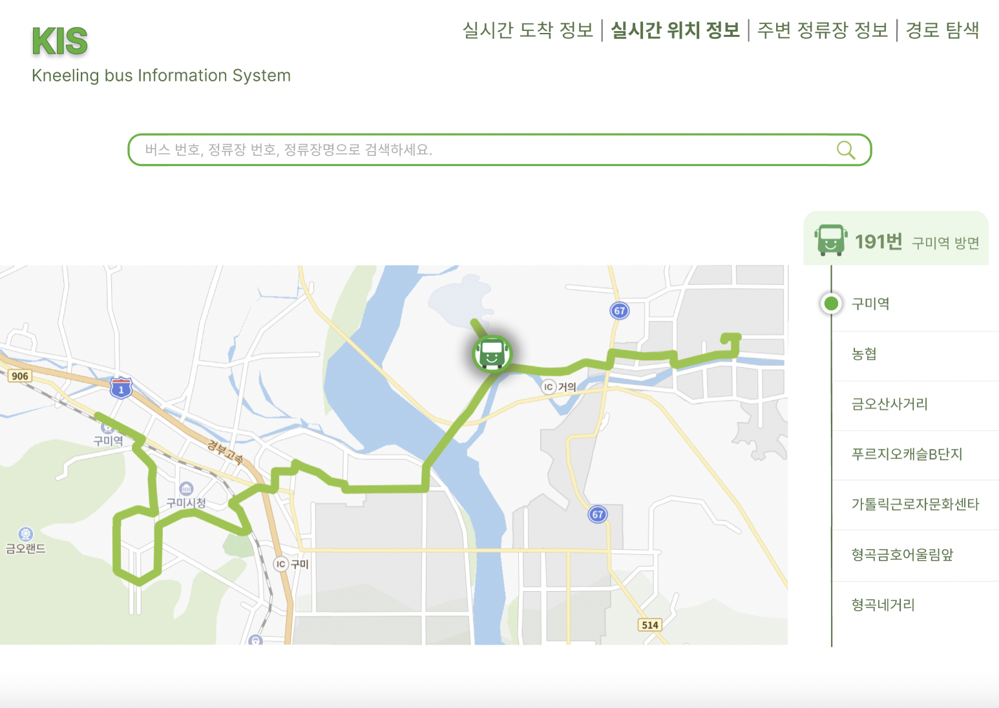 KIS
Kneeling bus Information System
실시간 도착 정보 | 실시간 위치 정보 | 주변 정류장 정보 | 경로 탐색
버스 번호, 정류장 번호, 정류장명으로 검색하세요.
191번 구미역 방면
구미역
농협
금오산사거리
푸르지오캐슬B단지
가톨릭근로자문화센타
형곡금호어울림앞
형곡네거리
67
906
1
IC 거의
구미역
경부고속
구미시청
67
금오랜드
IC 구미
514